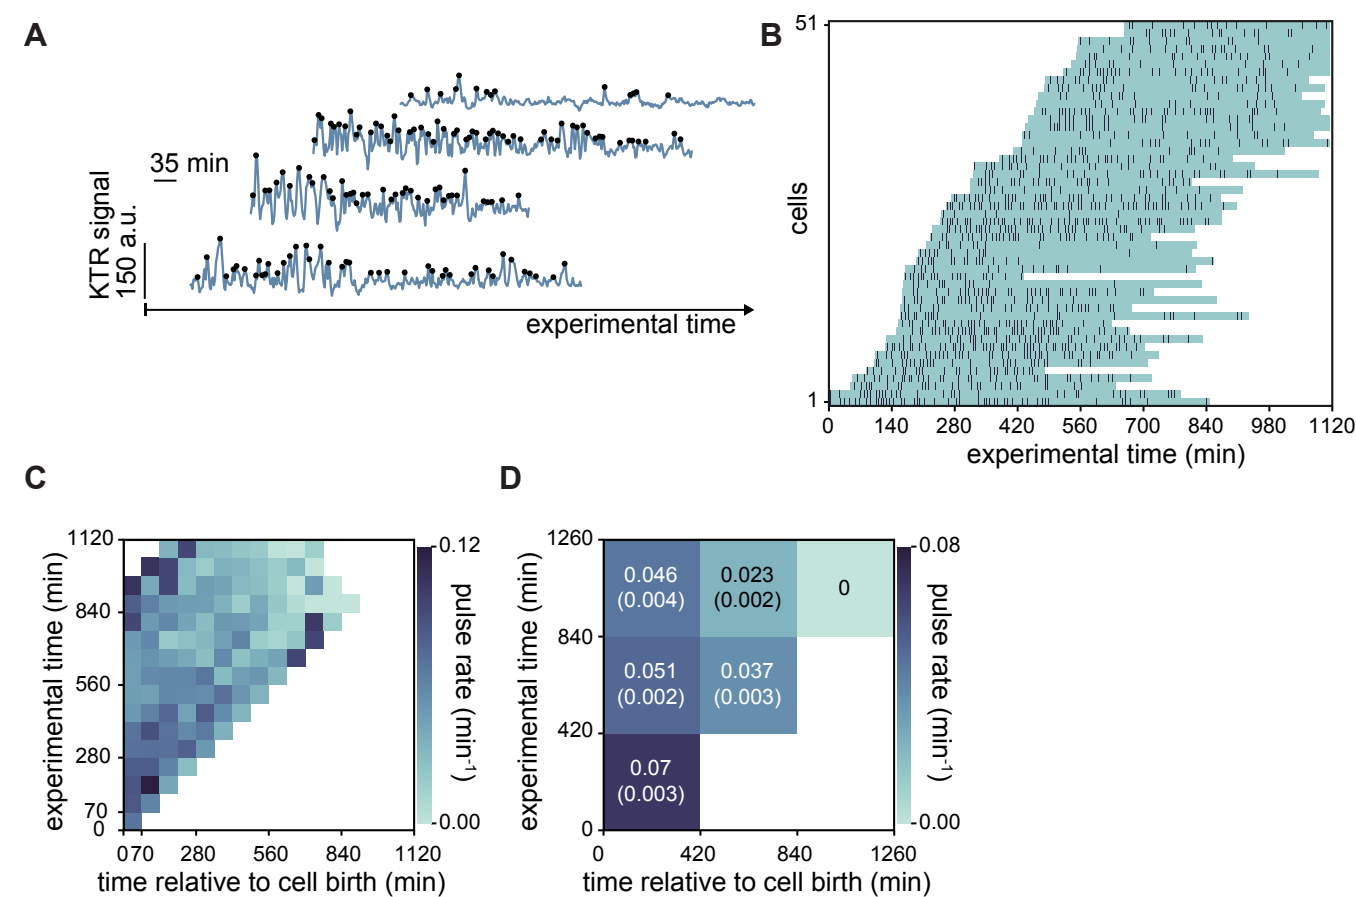 A
35 min
KTR signal
150 a.u.
experimental time
B
51
1
cells
0 140 280 420 560 700 840 980 1120
experimental time (min)
C
1120
840
560
280
70
0
experimental time (min)
0 70 280 560 840 1120
time relative to cell birth (min)
0.12
0.00
pulse rate (min⁻¹)
D
1260
840
420
0
experimental time (min)
0.046
(0.004)
0.023
(0.002)
0
0.051
(0.002)
0.037
(0.003)
0.07
(0.003)
0 420 840 1260
time relative to cell birth (min)
0.08
0.00
pulse rate (min⁻¹)